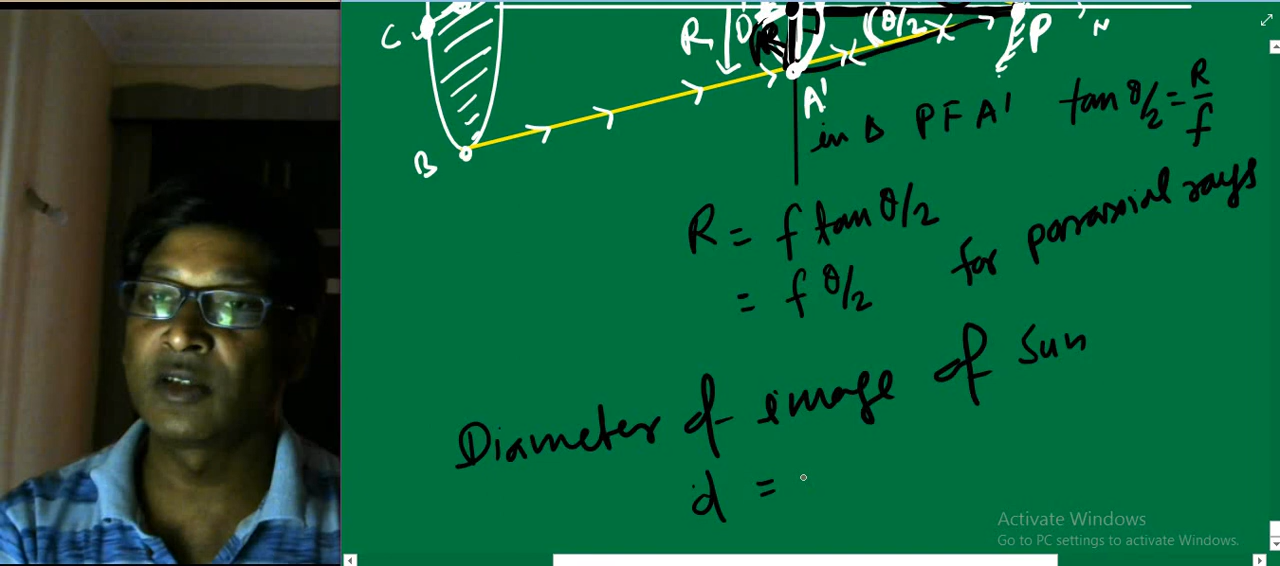 C
R
D
R
θ/2
P
N
A'
B
in Δ PFA' tan θ/2 = R/f
R = f tan θ/2
= f θ/2 for paraxial rays
Diameter of image of Sun
d =
Activate Windows
Go to PC settings to activate Windows.